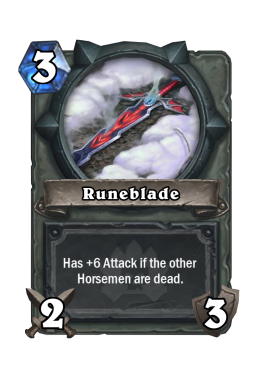 3
Runeblade
Has +6 Attack if the other
Horsemen are dead.
2
3